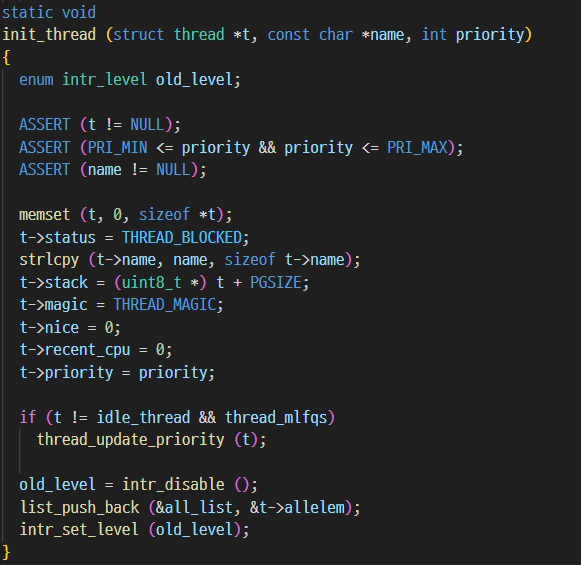 static void
init_thread (struct thread *t, const char *name, int priority)
{
  enum intr_level old_level;

  ASSERT (t != NULL);
  ASSERT (PRI_MIN <= priority && priority <= PRI_MAX);
  ASSERT (name != NULL);

  memset (t, 0, sizeof *t);
  t->status = THREAD_BLOCKED;
  strlcpy (t->name, name, sizeof t->name);
  t->stack = (uint8_t *) t + PGSIZE;
  t->magic = THREAD_MAGIC;
  t->nice = 0;
  t->recent_cpu = 0;
  t->priority = priority;

  if (t != idle_thread && thread_mlfqs)
    thread_update_priority (t);

  old_level = intr_disable ();
  list_push_back (&all_list, &t->allelem);
  intr_set_level (old_level);
}